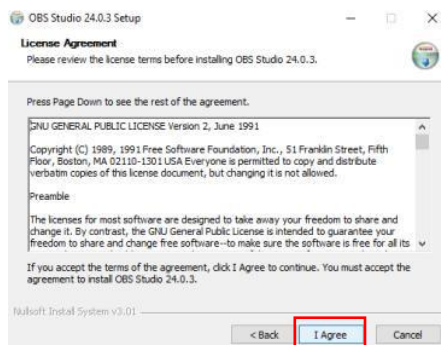 OBS Studio 24.0.3 Setup
License Agreement
Please review the license terms before installing OBS Studio 24.0.3.
Press Page Down to see the rest of the agreement.
GNU GENERAL PUBLIC LICENSE Version 2, June 1991
Copyright (C) 1989, 1991 Free Software Foundation, Inc., 51 Franklin Street, Fifth
Floor, Boston, MA 02110-1301 USA Everyone is permitted to copy and distribute
verbatim copies of this license document, but changing it is not allowed.
Preamble
The licenses for most software are designed to take away your freedom to share and
change it. By contrast, the GNU General Public License is intended to guarantee your
freedom to share and change free software--to make sure the software is free for all its
If you accept the terms of the agreement, click I Agree to continue. You must accept the
agreement to install OBS Studio 24.0.3.
Nullsoft Install System v3.01
< Back I Agree Cancel